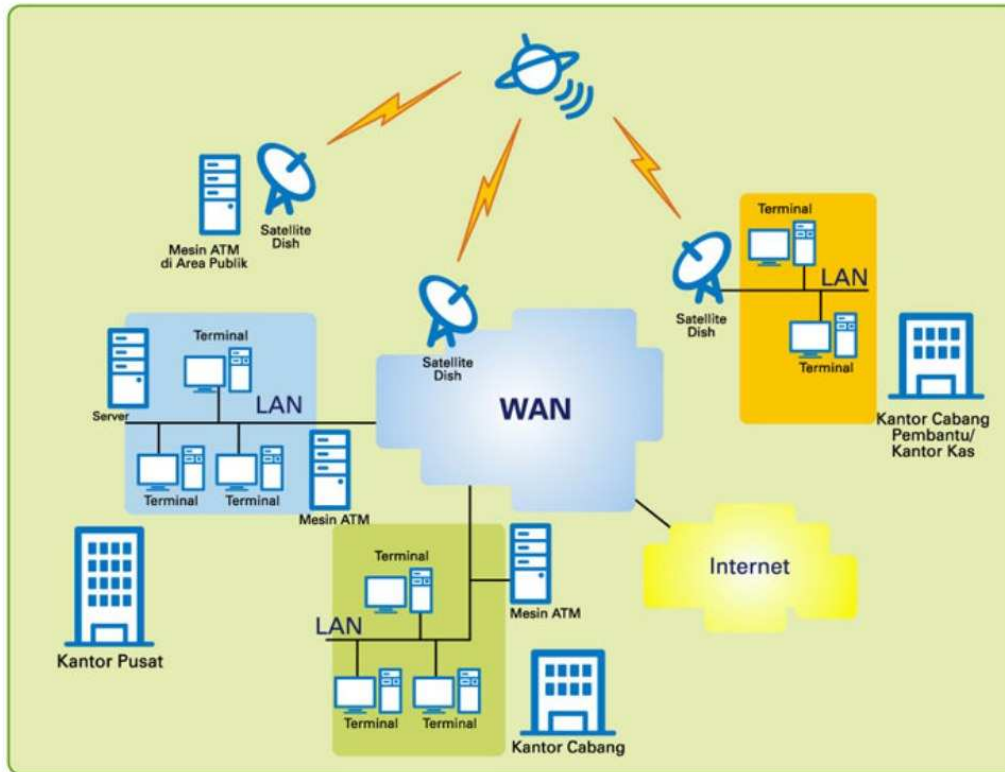 Mesin ATM
di Area Publik
Satellite
Dish
Satellite
Dish
Terminal
LAN
Satellite
Dish
Terminal
Kantor Cabang
Pembantu/
Kantor Kas
Terminal
Server
LAN
Terminal
Terminal
Mesin ATM
WAN
Kantor Pusat
Terminal
LAN
Terminal
Terminal
Mesin ATM
Kantor Cabang
Internet